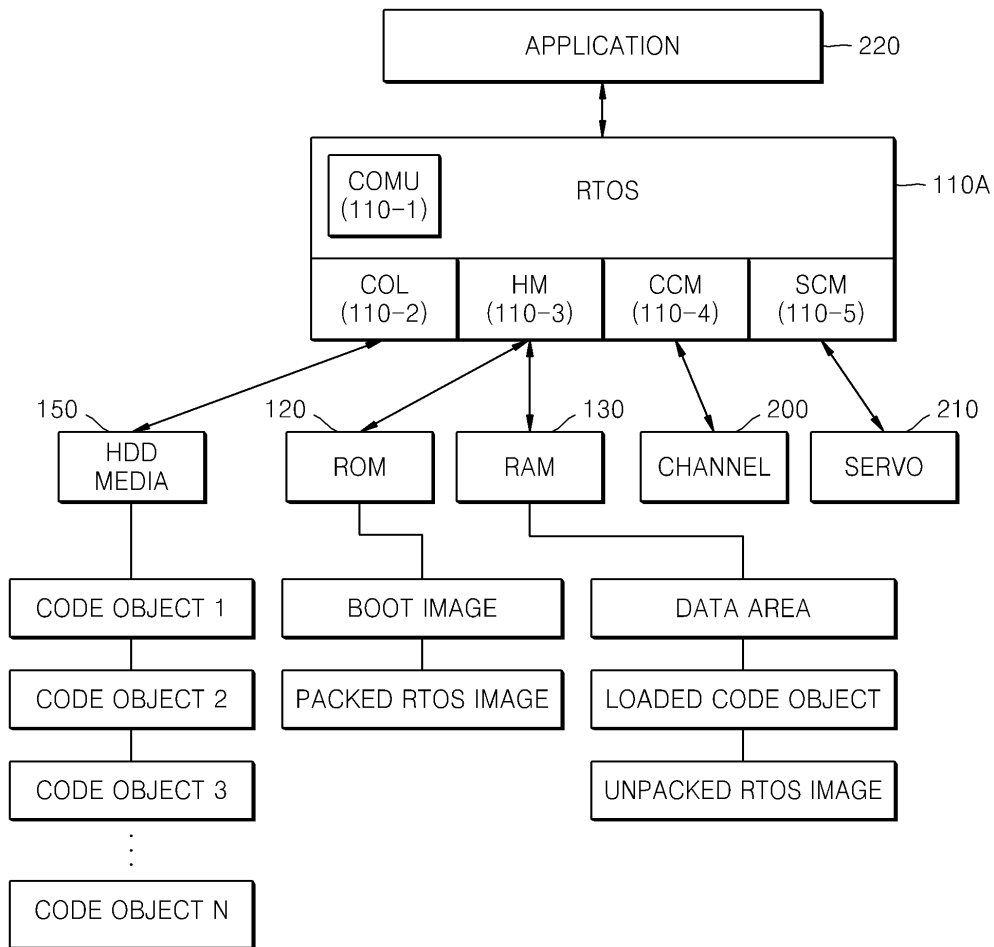 APPLICATION
220
COMU
(110-1)
RTOS
110A
COL
(110-2)
HM
(110-3)
CCM
(110-4)
SCM
(110-5)
150
120
130
200
210
HDD
MEDIA
ROM
RAM
CHANNEL
SERVO
CODE OBJECT 1
BOOT IMAGE
DATA AREA
CODE OBJECT 2
PACKED RTOS IMAGE
LOADED CODE OBJECT
CODE OBJECT 3
UNPACKED RTOS IMAGE
CODE OBJECT N